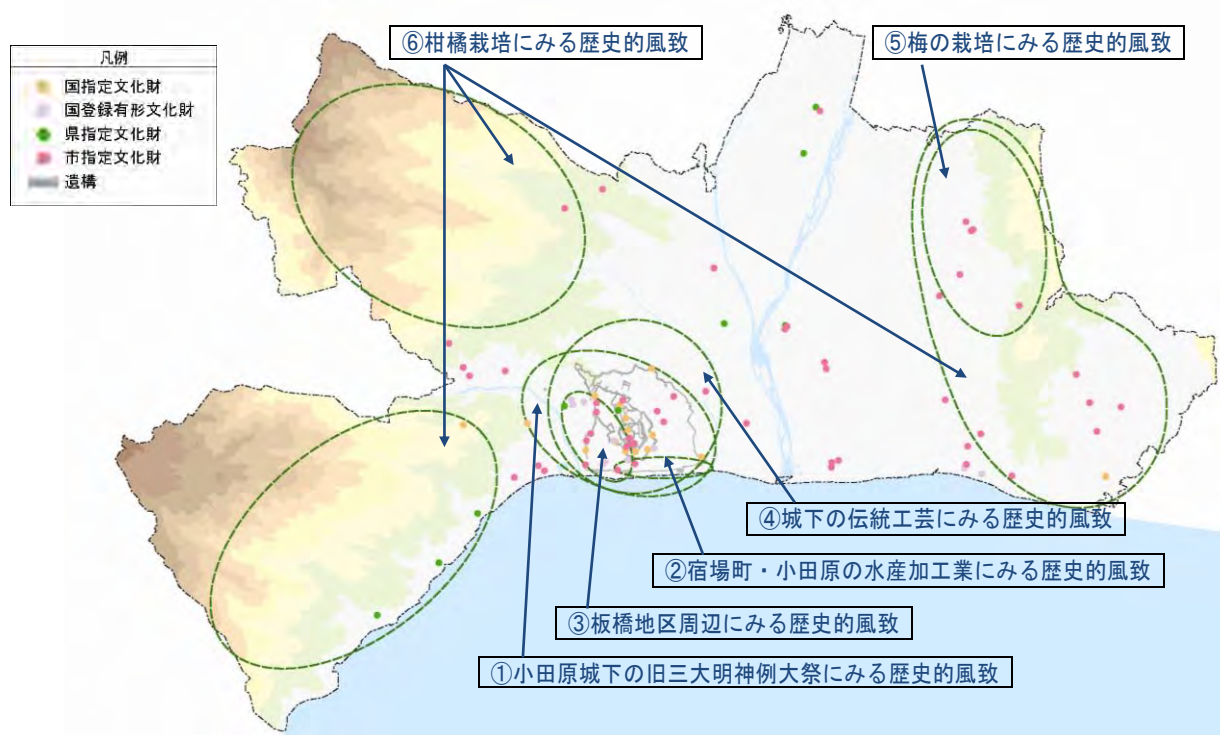 ⑥柑橘栽培にみる歴史的風致
⑤梅の栽培にみる歴史的風致
凡例
国指定文化財
国登録有形文化財
県指定文化財
市指定文化財
遺構
④城下の伝統工芸にみる歴史的風致
②宿場町・小田原の水産加工業にみる歴史的風致
③板橋地区周辺にみる歴史的風致
①小田原城下の旧三大明神例大祭にみる歴史的風致